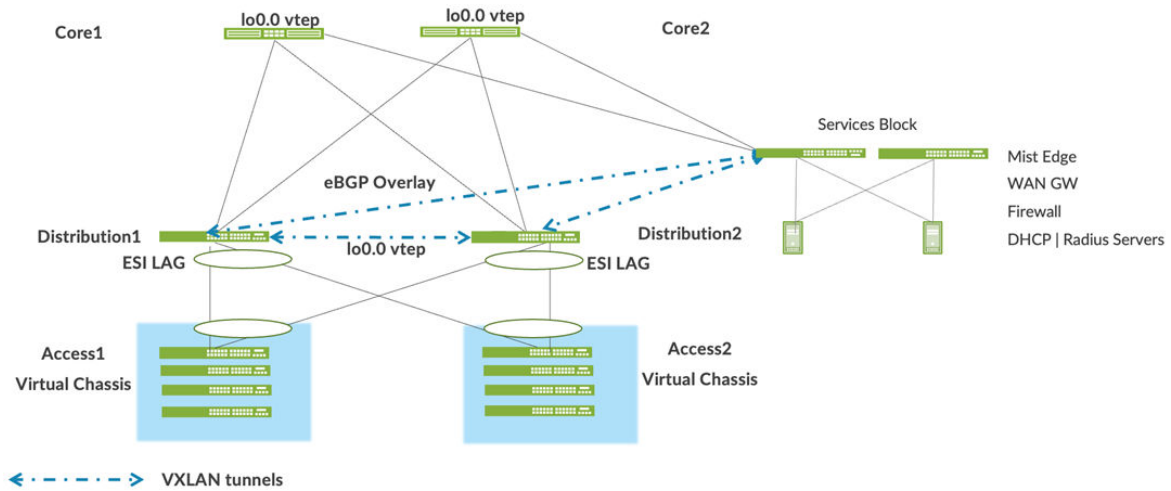 lo0.0 vtep
lo0.0 vtep
Core1
Core2
Services Block
Mist Edge
eBGP Overlay
WAN GW
Firewall
Distribution1
lo0.0 vtep
Distribution2
DHCP | Radius Servers
ESI LAG
ESI LAG
Access1
Virtual Chassis
Access2
Virtual Chassis
VXLAN tunnels